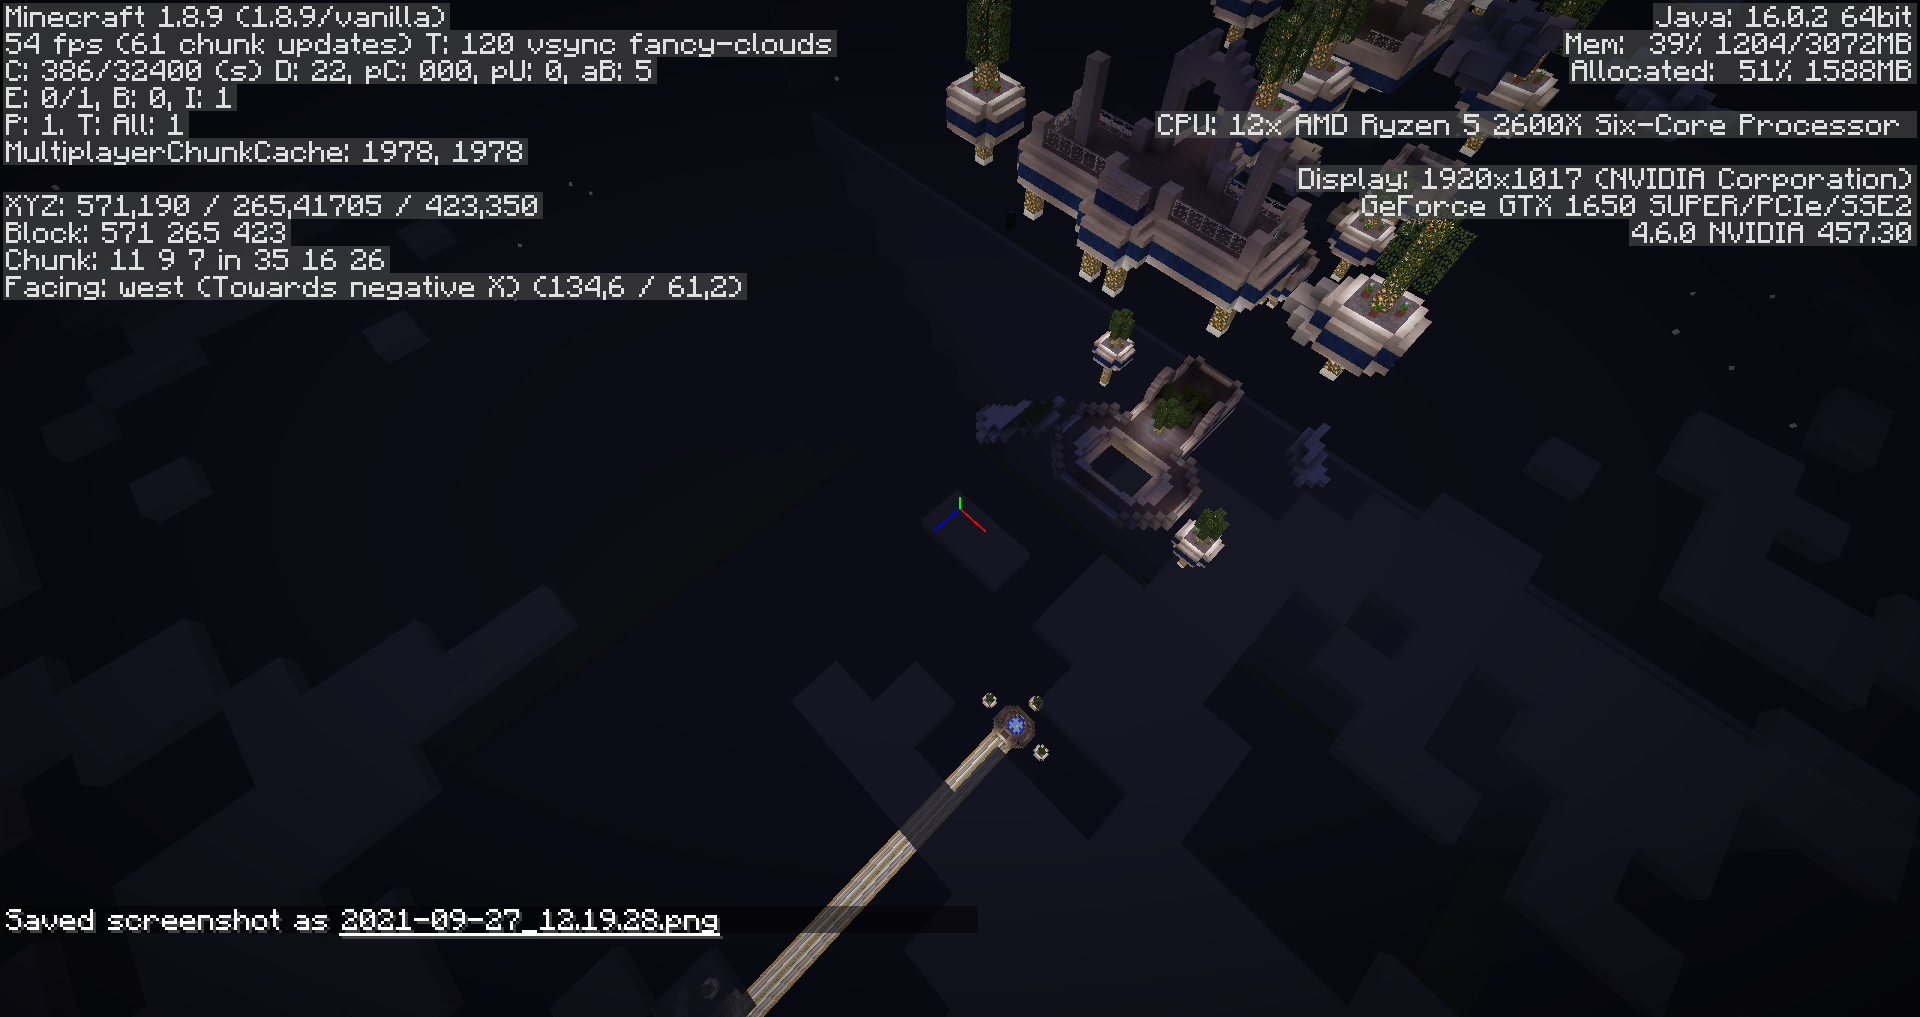 Minecraft 1.8.9 (1.8.9/vanilla)
54 fps (61 chunk updates) T: 120 vsync fancy-clouds
C: 386/32400 (s) D: 22, pC: 000, pU: 0, aB: 5
E: 0/1, B: 0, I: 1
P: 1. T: All: 1
MultiplayerChunkCache: 1978, 1978
XYZ: 571,190 / 265,41705 / 423,350
Block: 571 265 423
Chunk: 11 9 7 in 35 16 26
Facing: west (Towards negative X) (134,6 / 61,2)
Java: 16.0.2 64bit
Mem: 39% 1204/3072MB
Allocated: 51% 1588MB
CPU: 12x AMD Ryzen 5 2600X Six-Core Processor
Display: 1920x1017 (NVIDIA Corporation)
GeForce GTX 1650 SUPER/PCIe/SSE2
4.6.0 NVIDIA 457.30
Saved screenshot as 2021-09-27_12.19.28.png